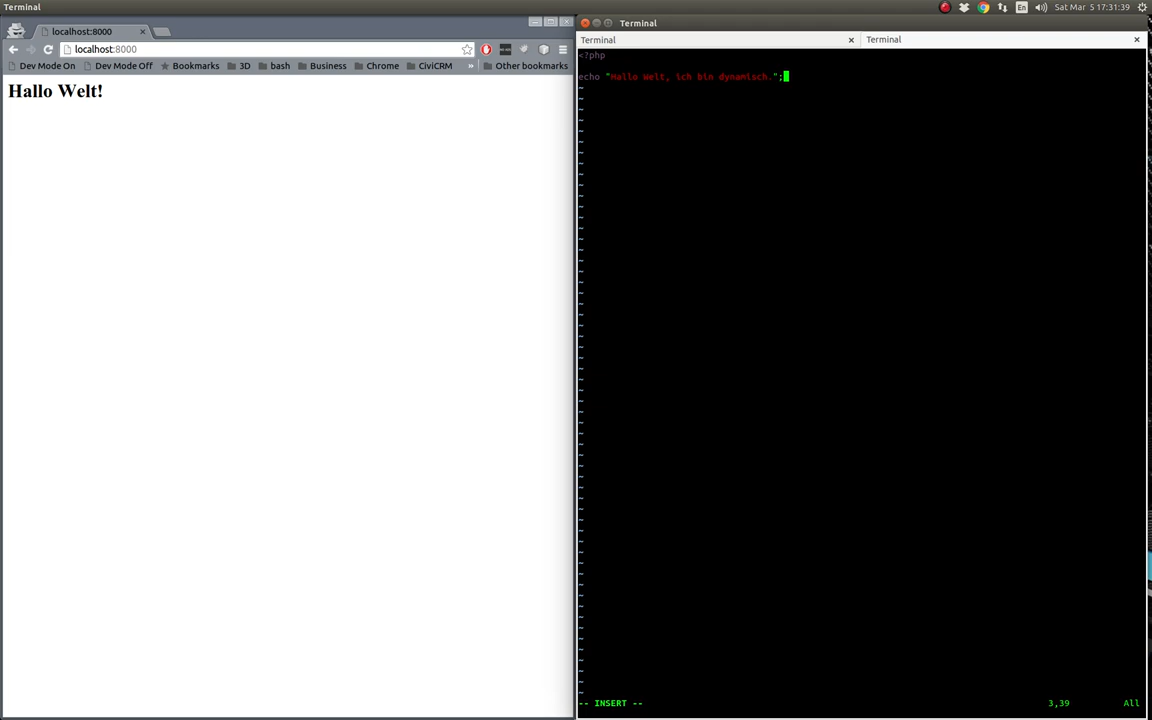 Terminal
En
Sat Mar 5 17:31:39
localhost:8000
localhost:8000
Dev Mode On
Dev Mode Off
Bookmarks
3D
bash
Business
Chrome
CiviCRM
»
Other bookmarks
Hallo Welt!
Terminal
Terminal
Terminal
<?php
echo "Hallo Welt, ich bin dynamisch.";
-- INSERT --
3,39
All